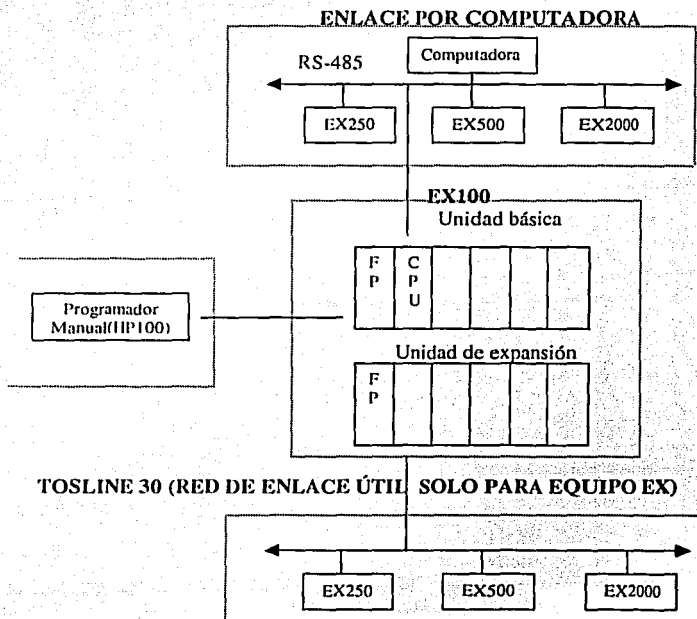 ENLACE POR COMPUTADORA
RS-485
Computadora
EX250
EX500
EX2000
EX100
Unidad básica
F
P
C
P
U
Programador
Manual(HP100)
Unidad de expansión
F
P
TOSLINE 30 (RED DE ENLACE ÚTIL SOLO PARA EQUIPO EX)
EX250
EX500
EX2000